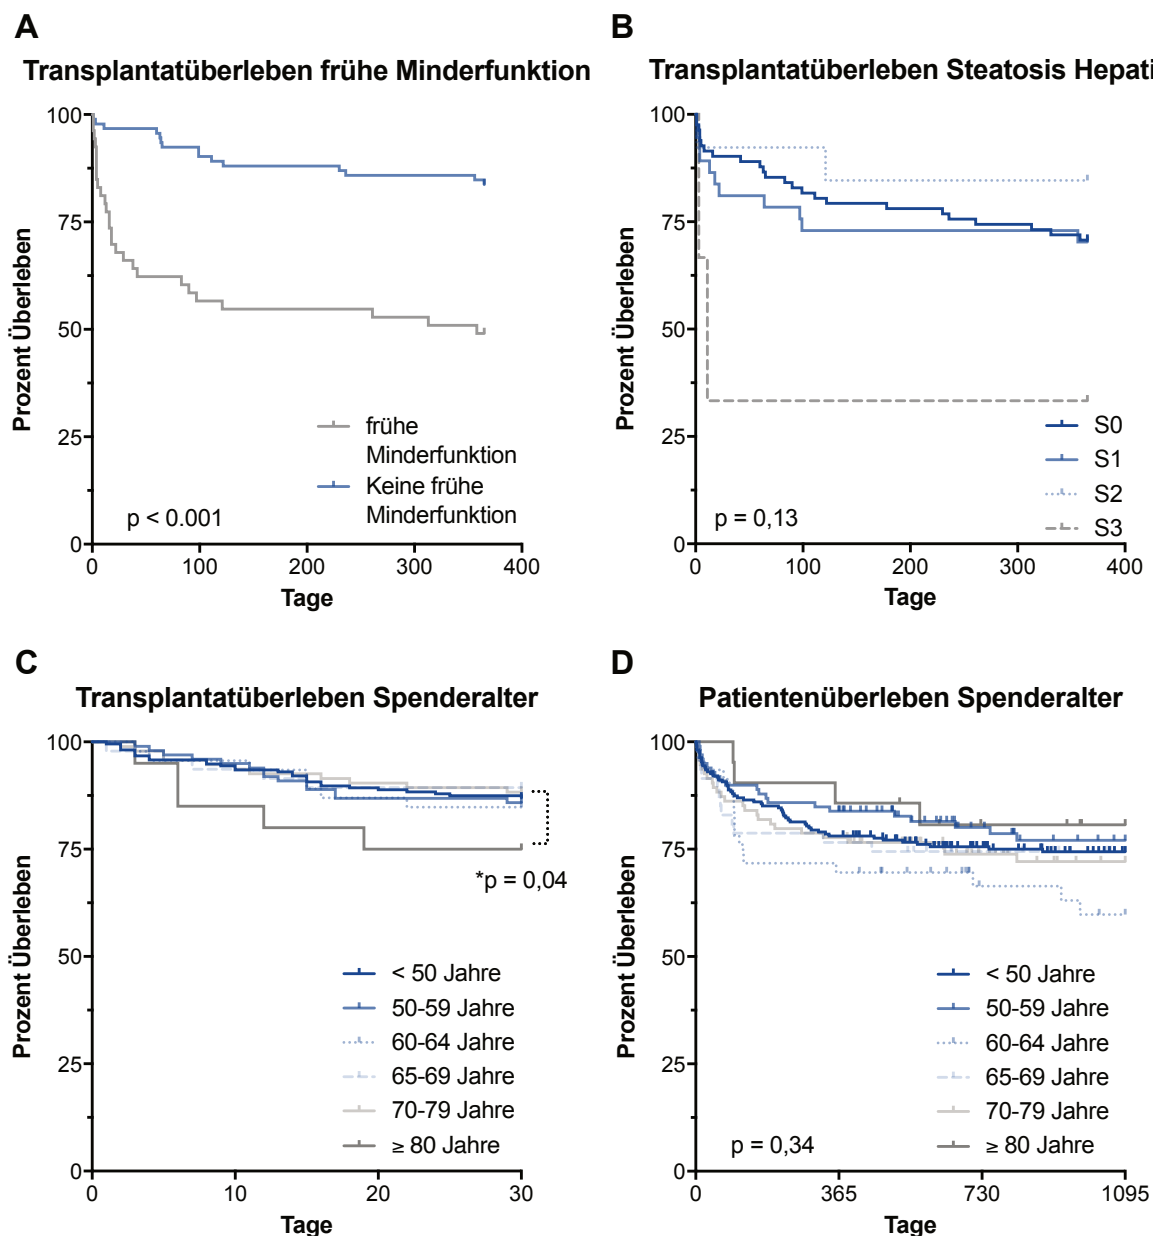 A
Transplantatüberleben frühe Minderfunktion
100
75
50
25
0
Prozent Überleben
frühe
Minderfunktion
Keine frühe
Minderfunktion
p < 0.001
0 100 200 300 400
Tage
B
Transplantatüberleben Steatosis Hepati
100
75
50
25
0
Prozent Überleben
S0
S1
S2
S3
p = 0,13
0 100 200 300 400
Tage
C
Transplantatüberleben Spenderalter
100
75
50
25
0
Prozent Überleben
*p = 0,04
< 50 Jahre
50-59 Jahre
60-64 Jahre
65-69 Jahre
70-79 Jahre
≥ 80 Jahre
0 10 20 30
Tage
D
Patientenüberleben Spenderalter
100
75
50
25
0
Prozent Überleben
< 50 Jahre
50-59 Jahre
60-64 Jahre
65-69 Jahre
70-79 Jahre
≥ 80 Jahre
p = 0,34
0 365 730 1095
Tage